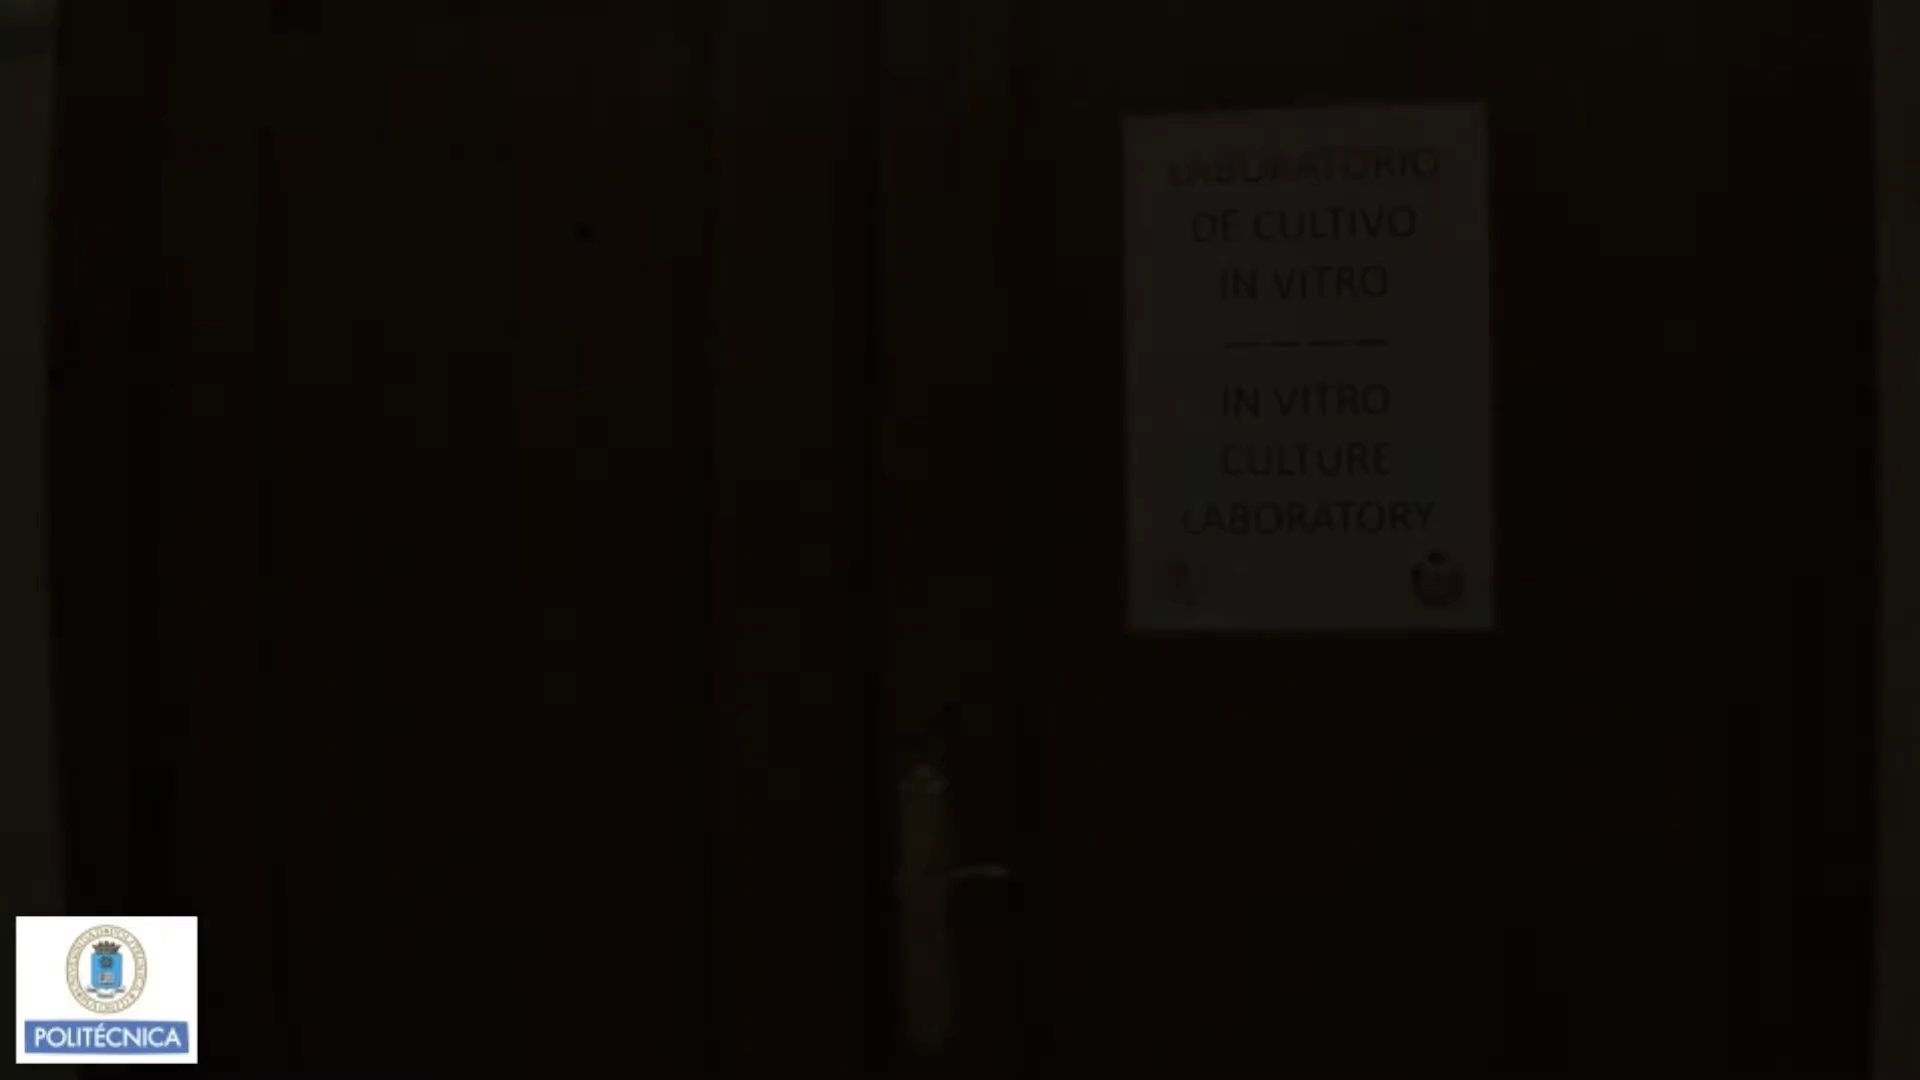 LABORATORIO
DE CULTIVO
IN VITRO
————
IN VITRO
CULTURE
LABORATORY
POLITÉCNICA